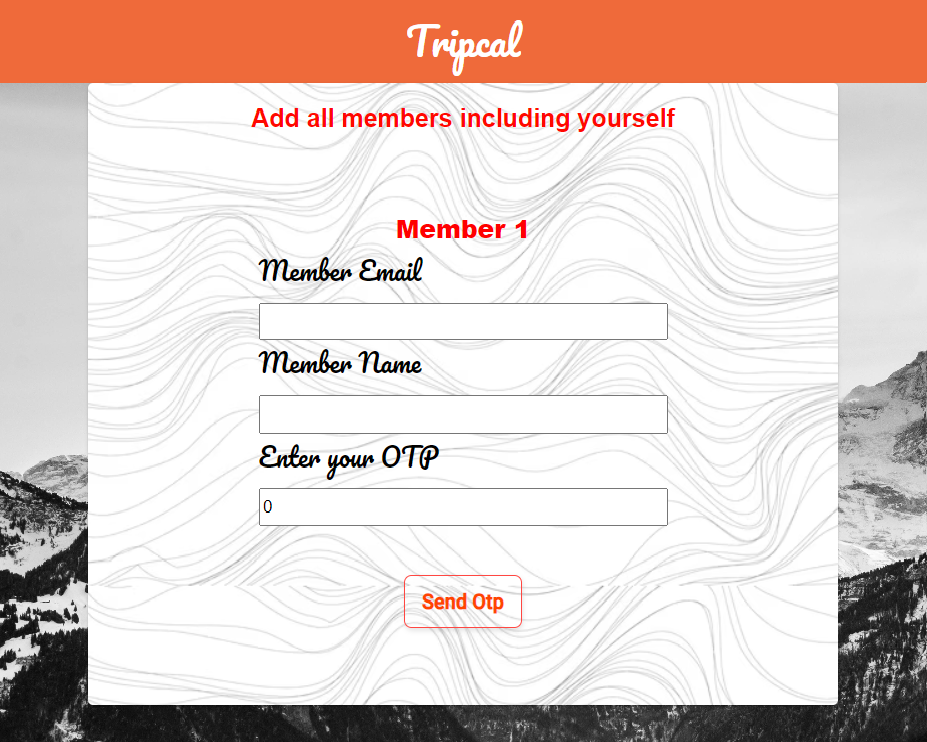 Tripcal
Add all members including yourself
Member 1
Member Email
Member Name
Enter your OTP
0
Send Otp